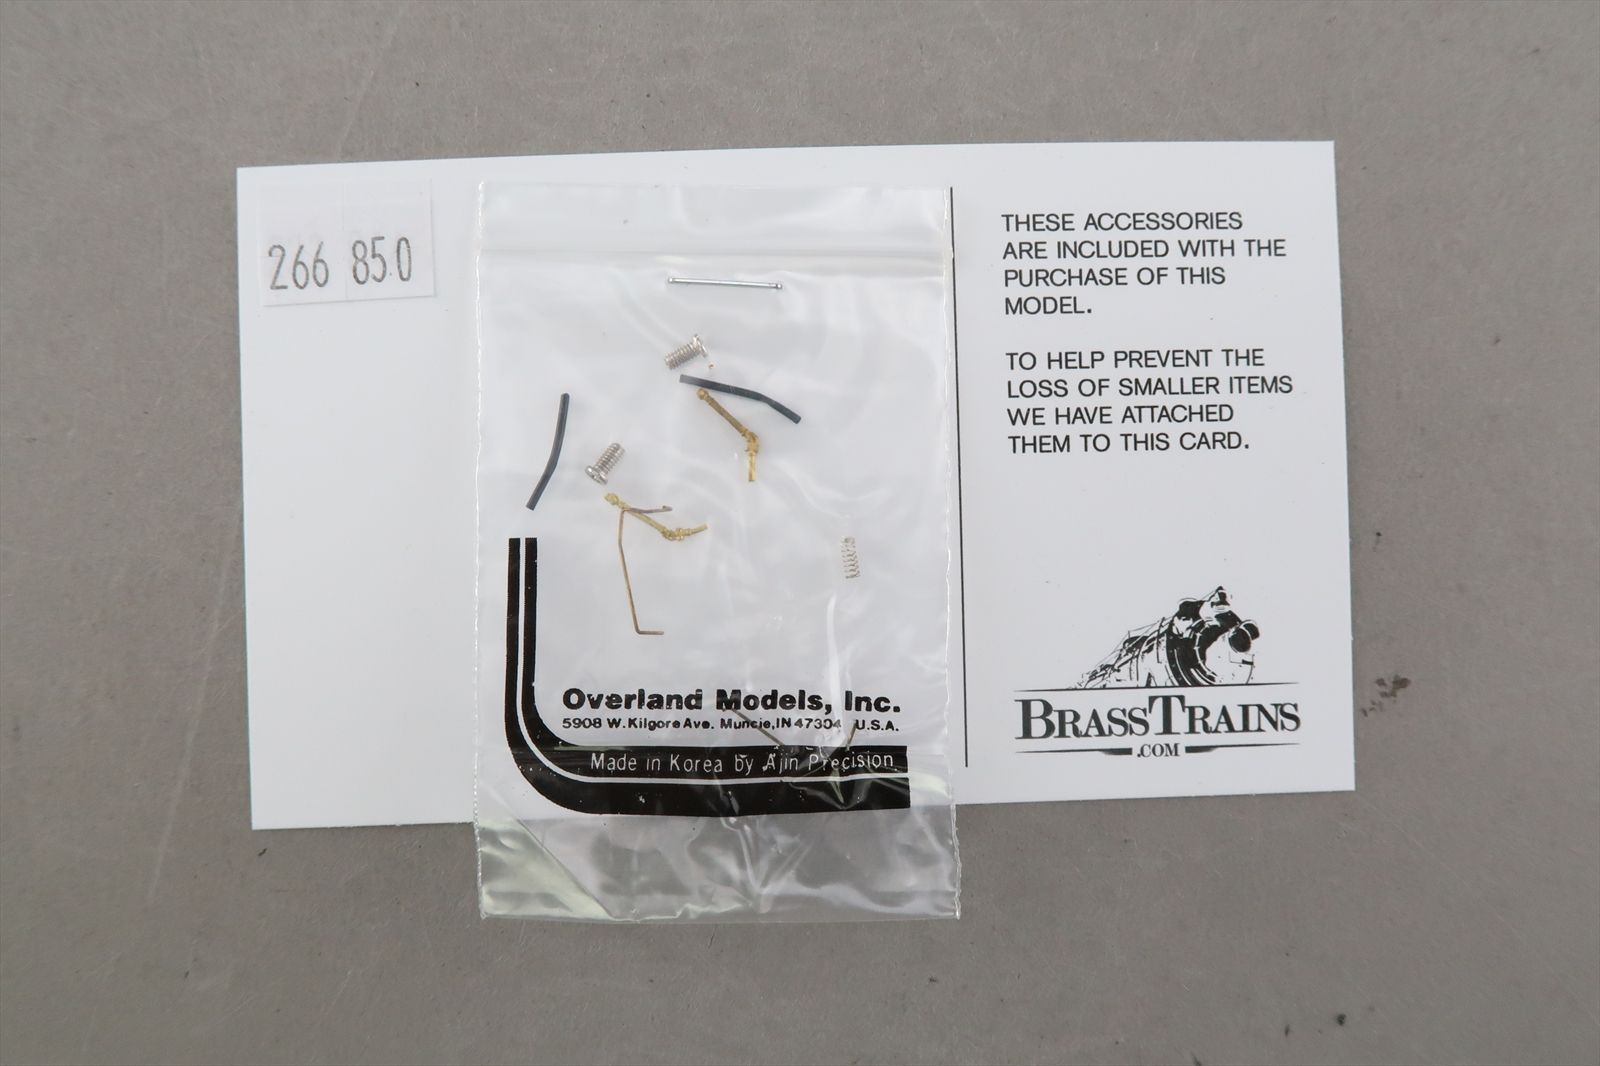 266 850
THESE ACCESSORIES
ARE INCLUDED WITH THE
PURCHASE OF THIS
MODEL.
TO HELP PREVENT THE
LOSS OF SMALLER ITEMS
WE HAVE ATTACHED
THEM TO THIS CARD.
Overland Models, Inc.
5908 W. Kilgore Ave. Muncie, IN 47304 U.S.A.
Made in Korea by Ajin Precision
BRASSTRAINS
.COM